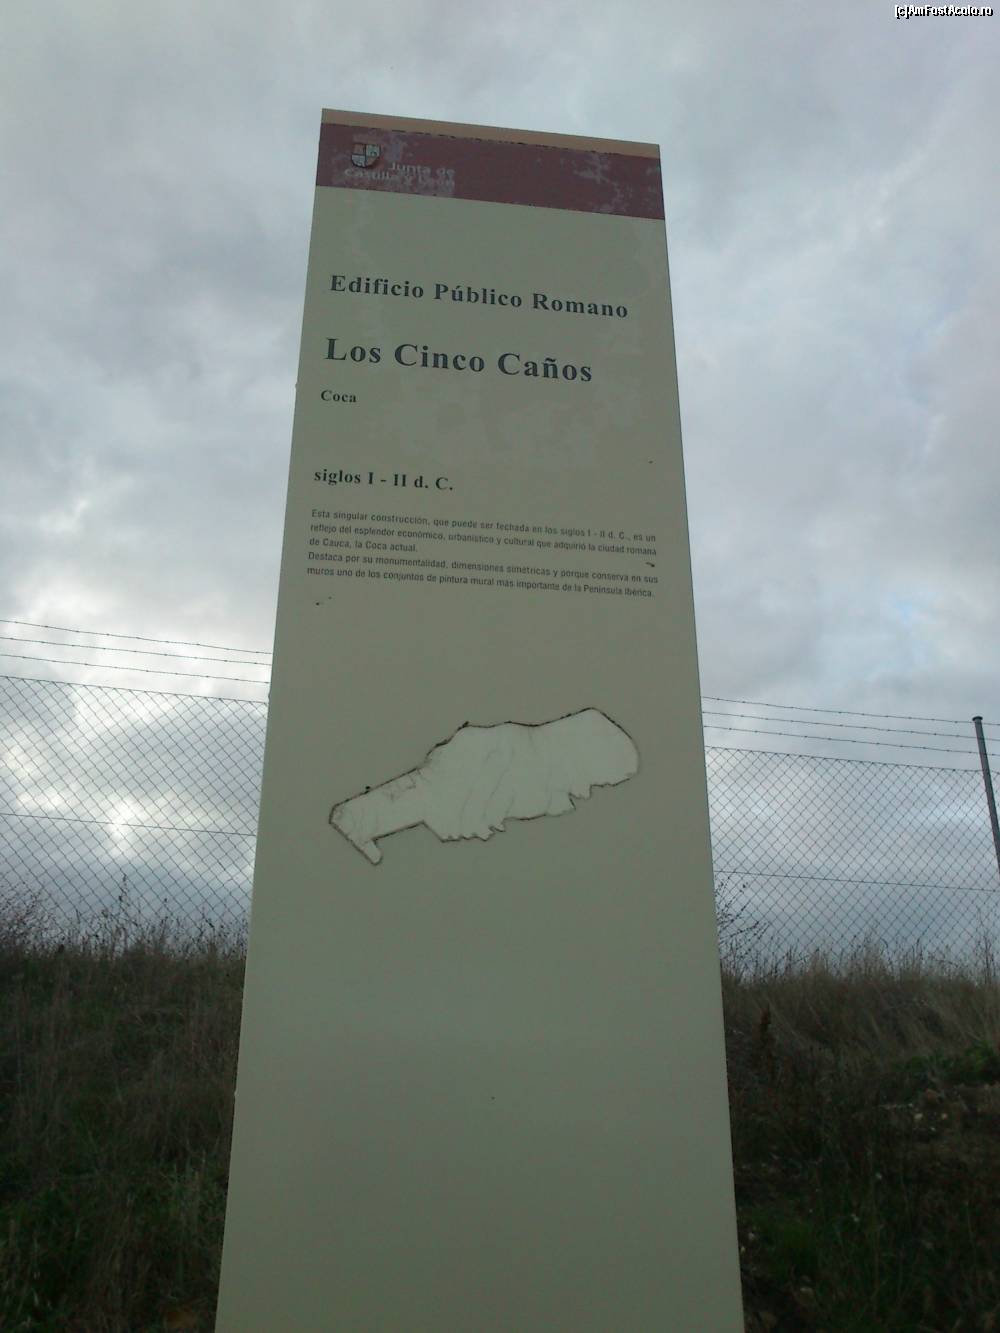 [c]AmFostAcolo.ro
Junta de
Castilla y León
Edificio Público Romano
Los Cinco Caños
Coca
siglos I - II d. C.
Esta singular construcción, que puede ser fechada en los siglos I - II d. C., es un
reflejo del esplendor económico, urbanístico y cultural que adquirió la ciudad romana
de Cauca, la Coca actual.
Destaca por su monumentalidad, dimensiones simétricas y porque conserva en sus
muros uno de los conjuntos de pintura mural más importante de la Península Ibérica.